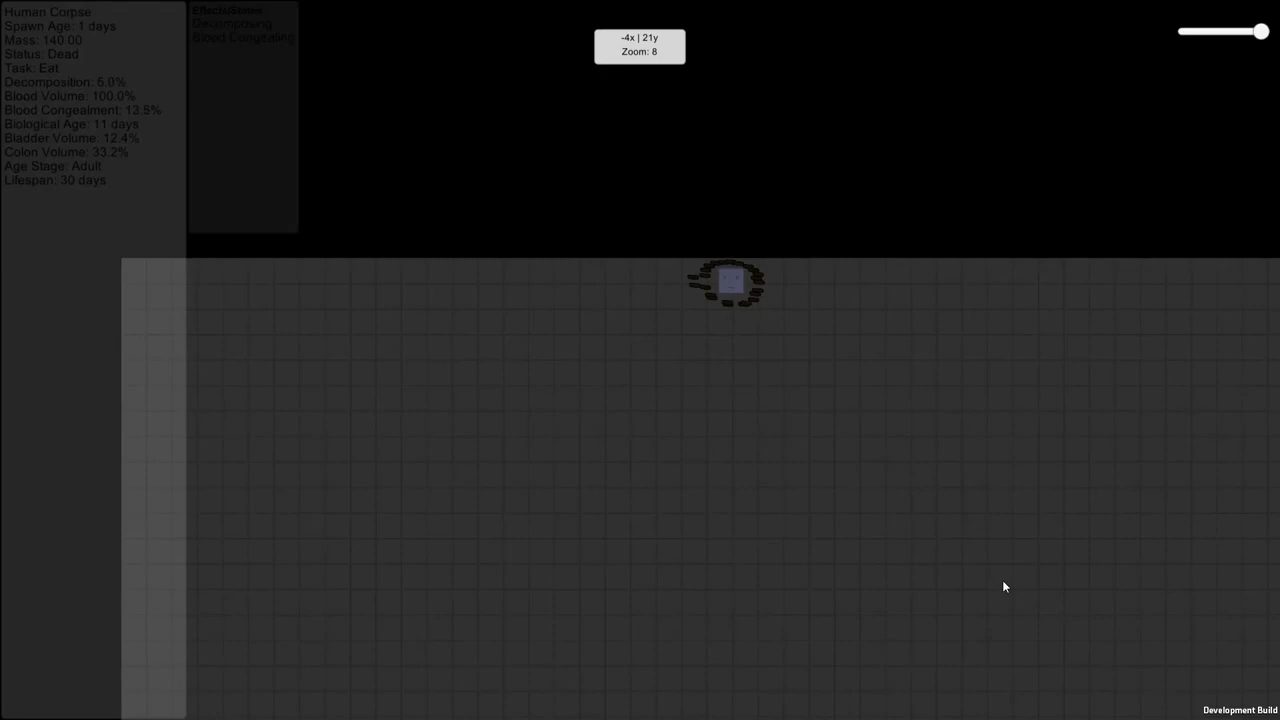 Human Corpse
Spawn Age: 1 days
Mass: 140.00
Status: Dead
Task: Eat
Decomposition: 5.0%
Blood Volume: 100.0%
Blood Congealment: 13.5%
Biological Age: 11 days
Bladder Volume: 12.4%
Colon Volume: 33.2%
Age Stage: Adult
Lifespan: 30 days
Effects/States:
Decomposing
Blood Congealing
-4x | 21y
Zoom: 8
Development Build